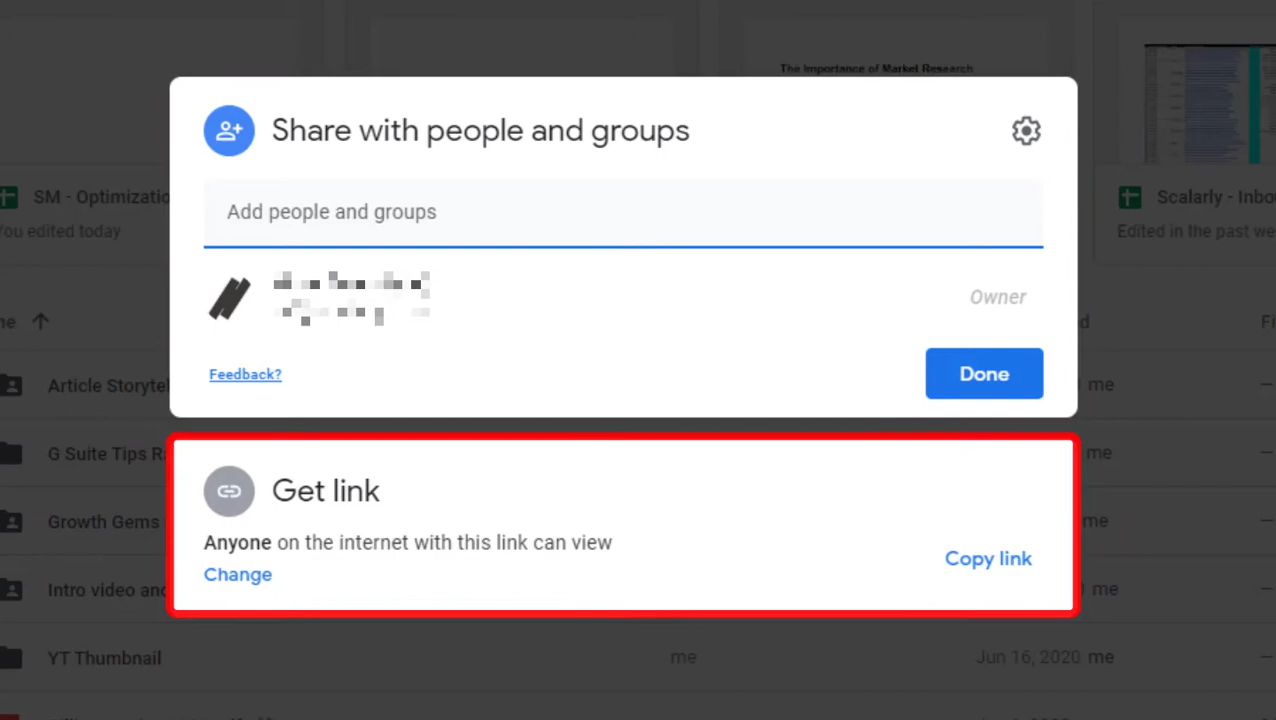 The Importance of Market Research
Share with people and groups
SM - Optimizatio
You edited today
Add people and groups
Scalarly - Inbo
Edited in the past we
Owner
Feedback?
Done
Article Storytel
me
G Suite Tips R
me
Get link
Growth Gems
me
Anyone on the internet with this link can view
Copy link
Change
Intro video and
me
YT Thumbnail
me
Jun 16, 2020 me